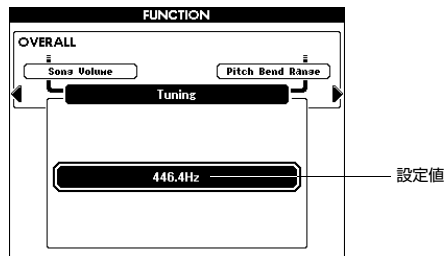 FUNCTION
OVERALL
Song Volume
Pitch Bend Range
Tuning
446.4Hz
設定値